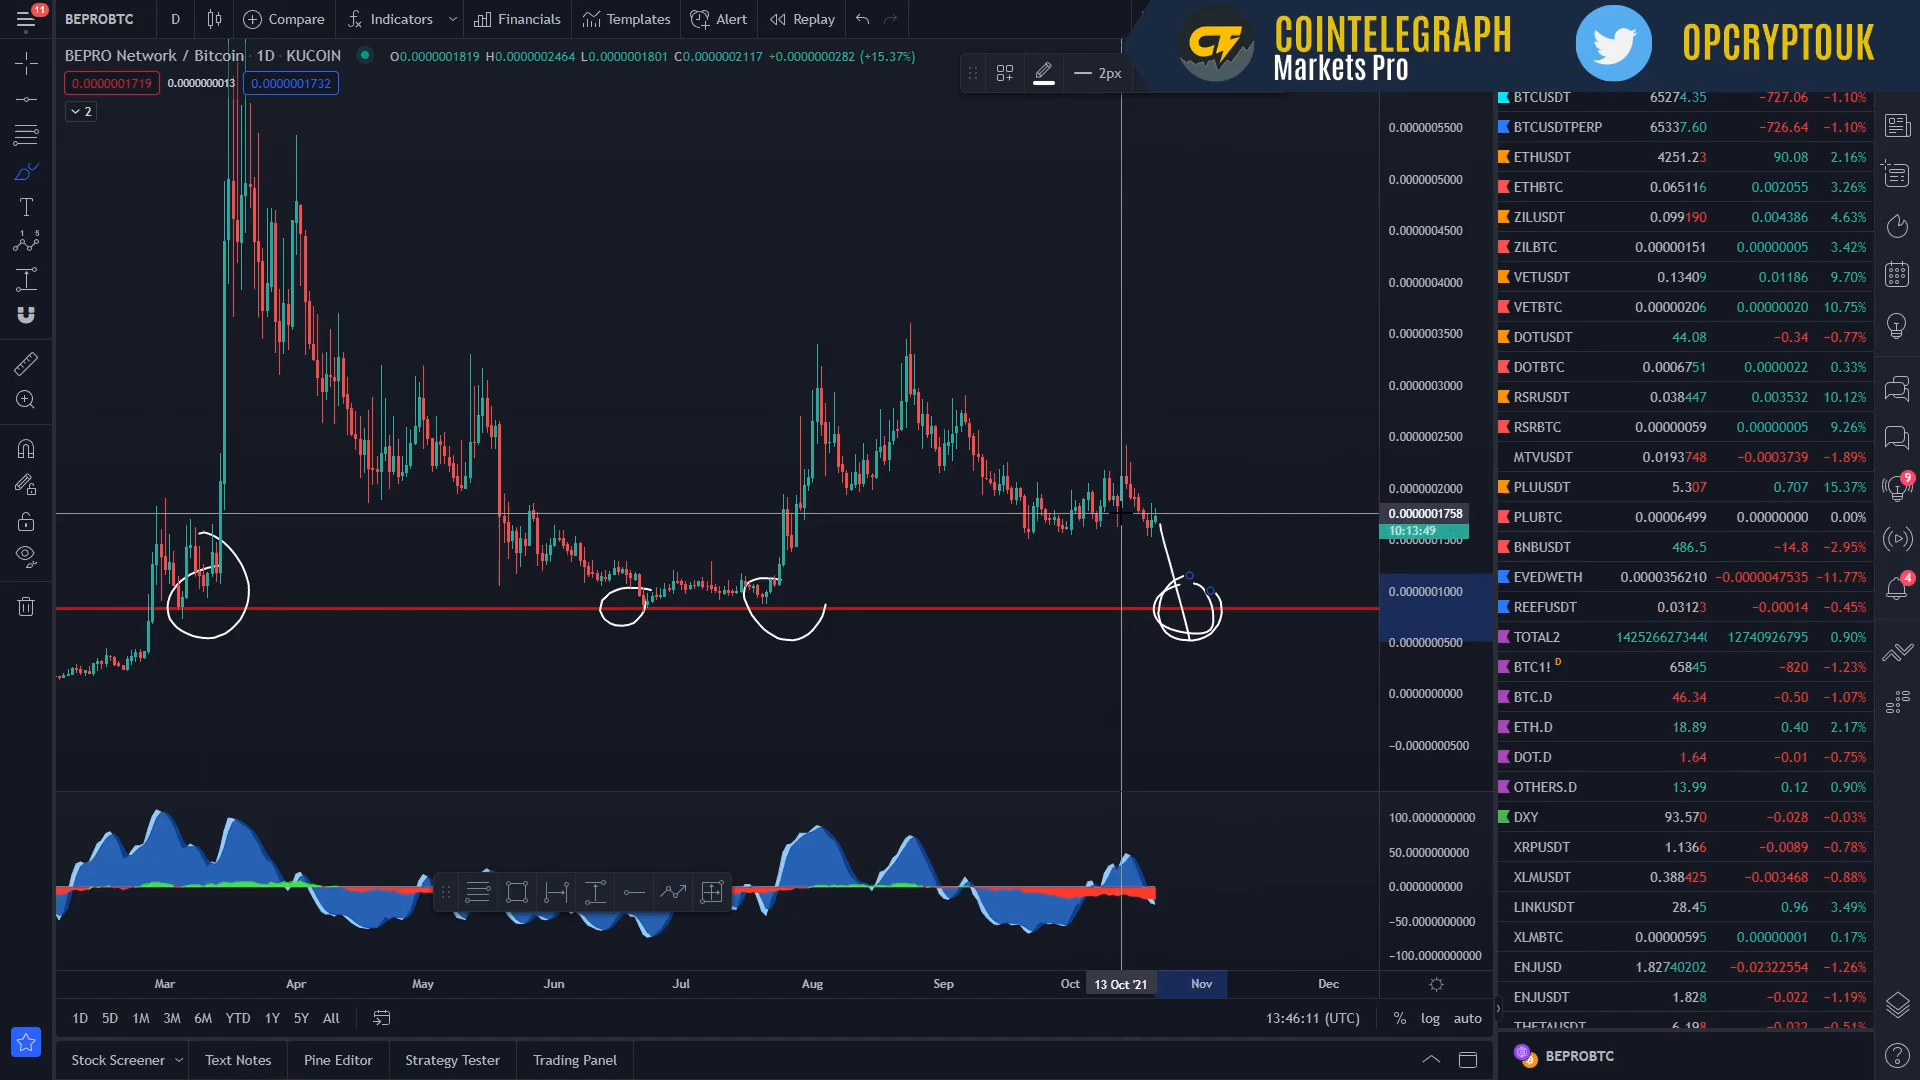 11
BEPROBTC
D
Compare
Indicators
Financials
Templates
Alert
Replay
COINTELEGRAPH
Markets Pro
OPCRYPTOUK
BEPRO Network / Bitcoin · 1D · KUCOIN
O0.0000001819 H0.0000002464 L0.0000001801 C0.0000002117 +0.0000000282 (+15.37%)
0.0000001719
0.0000000013
0.0000001732
2
2px
0.0000005500
0.0000005000
0.0000004500
0.0000004000
0.0000003500
0.0000003000
0.0000002500
0.0000002000
0.0000001758
10:13:49
0.0000001500
0.0000001000
0.0000000500
0.0000000000
−0.0000000500
100.0000000000
50.0000000000
0.0000000000
−50.0000000000
−100.0000000000
Mar Apr May Jun Jul Aug Sep Oct 13 Oct '21 Nov Dec
1D 5D 1M 3M 6M YTD 1Y 5Y All
13:46:11 (UTC)
%
log
auto
Stock Screener
Text Notes
Pine Editor
Strategy Tester
Trading Panel
BTCUSDT 65274.35 −727.06 −1.10%
BTCUSDTPERP 65337.60 −726.64 −1.10%
ETHUSDT 4251.23 90.08 2.16%
ETHBTC 0.065116 0.002055 3.26%
ZILUSDT 0.099190 0.004386 4.63%
ZILBTC 0.00000151 0.00000005 3.42%
VETUSDT 0.13409 0.01186 9.70%
VETBTC 0.00000206 0.00000020 10.75%
DOTUSDT 44.08 −0.34 −0.77%
DOTBTC 0.0006751 0.0000022 0.33%
RSRUSDT 0.038447 0.003532 10.12%
RSRBTC 0.00000059 0.00000005 9.26%
MTVUSDT 0.0193748 −0.0003739 −1.89%
PLUUSDT 5.307 0.707 15.37%
PLUBTC 0.00006499 0.00000000 0.00%
BNBUSDT 486.5 −14.8 −2.95%
EVEDWETH 0.0000356210 −0.0000047535 −11.77%
REEFUSDT 0.03123 −0.00014 −0.45%
TOTAL2 142526627344 12740926795 0.90%
BTC1! D 65845 −820 −1.23%
BTC.D 46.34 −0.50 −1.07%
ETH.D 18.89 0.40 2.17%
DOT.D 1.64 −0.01 −0.75%
OTHERS.D 13.99 0.12 0.90%
DXY 93.570 −0.028 −0.03%
XRPUSDT 1.1366 −0.0089 −0.78%
XLMUSDT 0.388425 −0.003468 −0.88%
LINKUSDT 28.45 0.96 3.49%
XLMBTC 0.00000595 0.00000001 0.17%
ENJUSD 1.82740202 −0.02322554 −1.26%
ENJUSDT 1.828 −0.022 −1.19%
THETAUSDT 6.198 −0.032 −0.51%
BEPROBTC
9
4